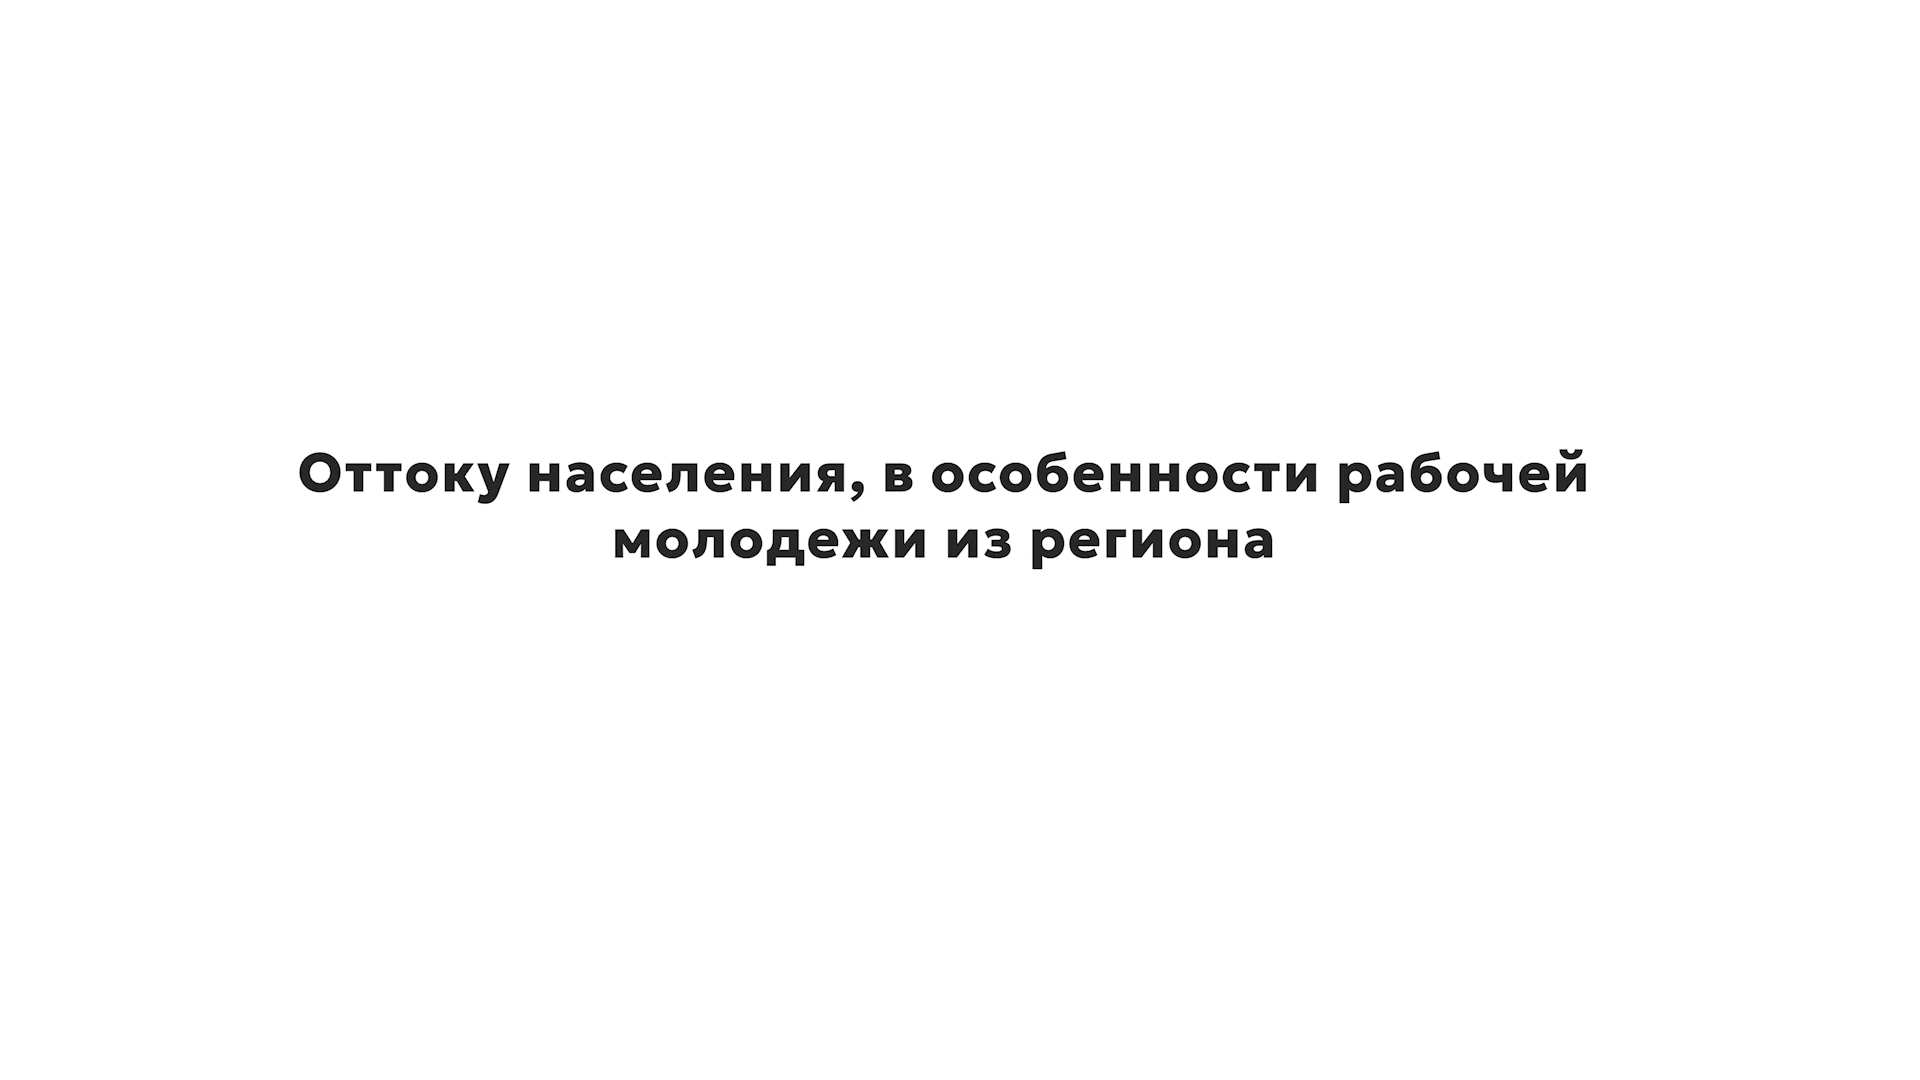 Оттоку населения, в особенности рабочей
молодежи из региона